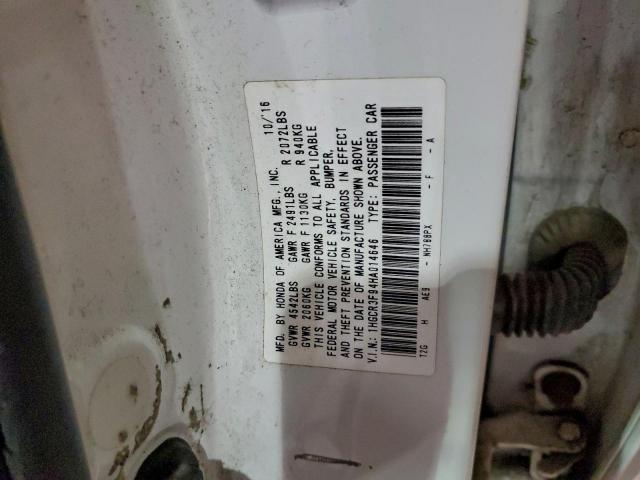 MFD. BY HONDA OF AMERICA MFG., INC. 10/16
GVWR 4542LBS GAWR F 2491LBS R 2072LBS
GVWR 2060KG GAWR F 1130KG R 940KG
THIS VEHICLE CONFORMS TO ALL APPLICABLE
FEDERAL MOTOR VEHICLE SAFETY, BUMPER,
AND THEFT PREVENTION STANDARDS IN EFFECT
ON THE DATE OF MANUFACTURE SHOWN ABOVE.
V.I.N.: 1HGCR3F94HA014646 TYPE: PASSENGER CAR
T2G H AE9 - NH788PX - F - A